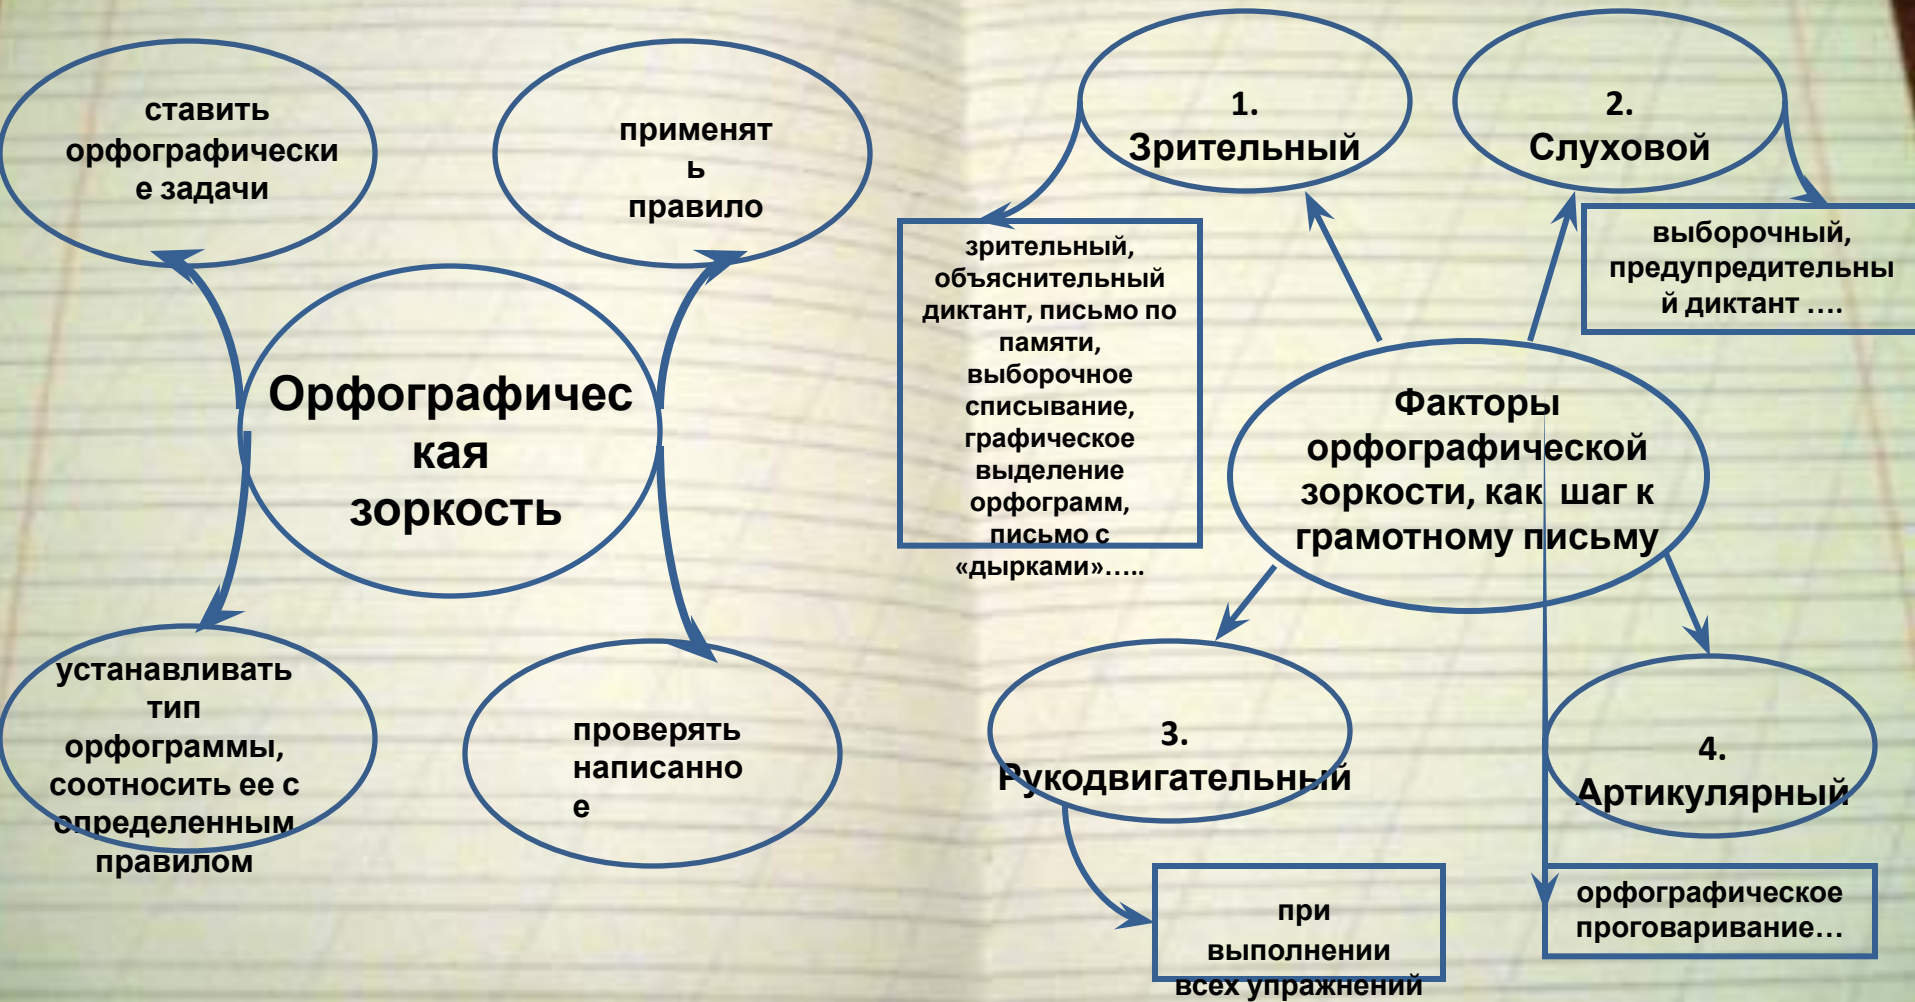 ставить
орфографически
е задачи
применят
ь
правило
Орфографичес
кая
зоркость
устанавливать
тип
орфограммы,
соотносить ее с
определенным
правилом
проверять
написанно
е
1.
Зрительный
2.
Слуховой
зрительный,
объяснительный
диктант, письмо по
памяти,
выборочное
списывание,
графическое
выделение
орфограмм,
письмо с
«дырками»…..
выборочный,
предупредительны
й диктант ….
Факторы
орфографической
зоркости, как шаг к
грамотному письму
3.
Рукодвигательный
4.
Артикулярный
при
выполнении
всех упражнений
орфографическое
проговаривание…